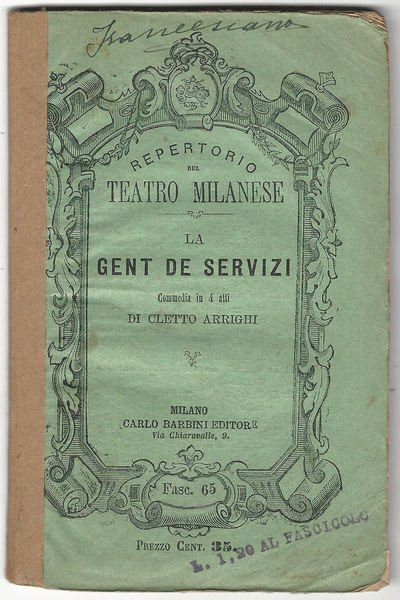 REPERTORIO
DEL
TEATRO MILANESE
LA
GENT DE SERVIZI
Commedia in 4 atti
DI CLETTO ARRIGHI
MILANO
CARLO BARBINI EDITORE
Via Chiaravalle, 9.
Fasc. 65
PREZZO CENT. 35.
L. 1,20 AL FASCICOLO